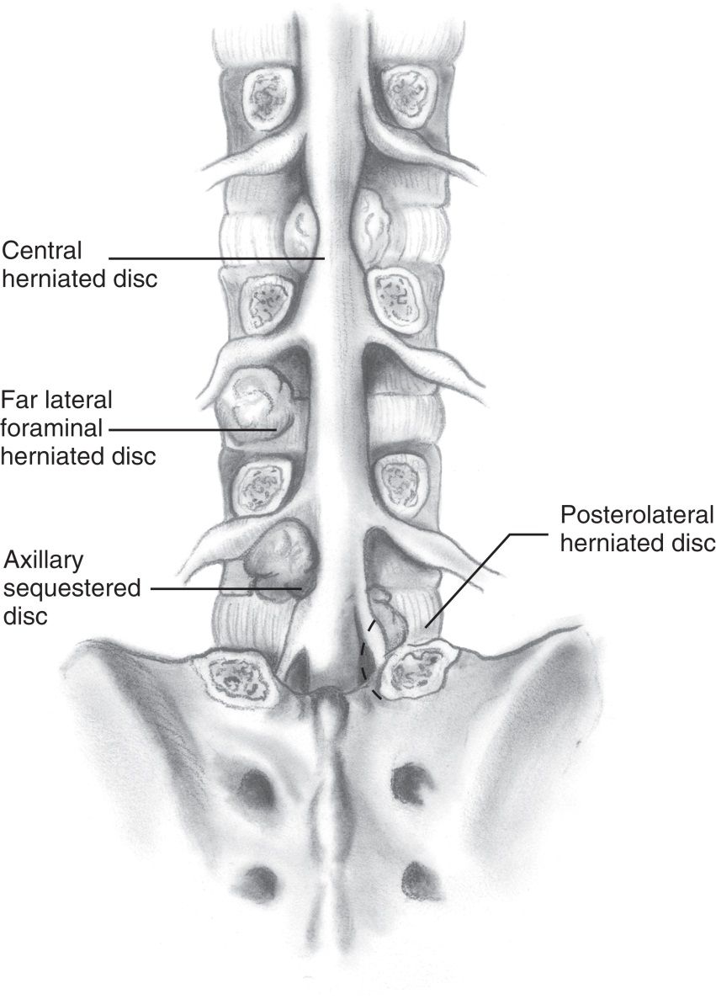 Central
herniated disc
Far lateral
foraminal
herniated disc
Posterolateral
herniated disc
Axillary
sequestered
disc